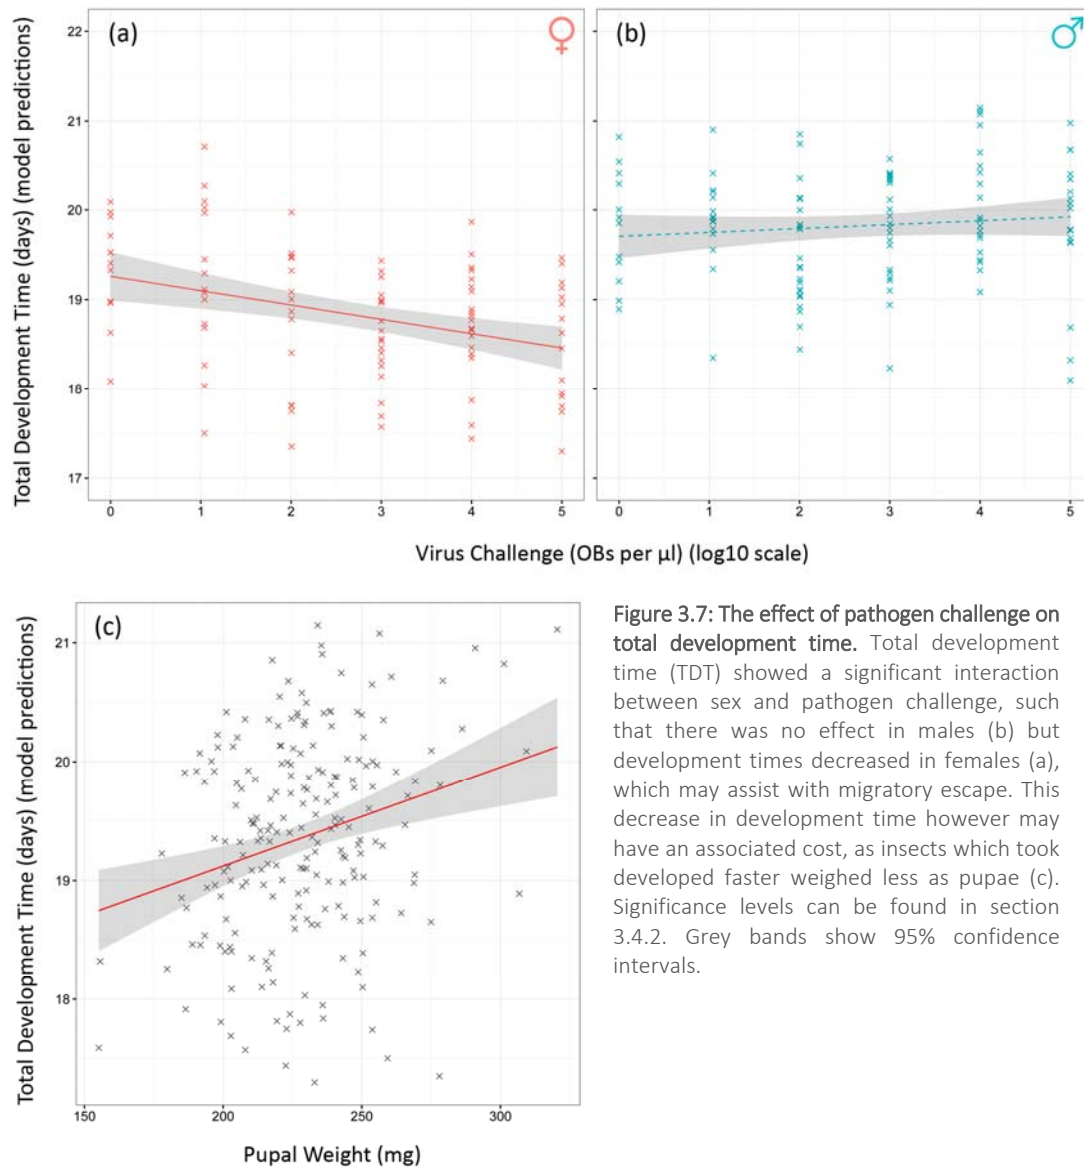 (a)
♀
(b)
♂
22
21
20
19
18
17
Total Development Time (days) (model predictions)
0 1 2 3 4 5
0 1 2 3 4 5
Virus Challenge (OBs per µl) (log10 scale)
(c)
21
20
19
18
Total Development Time (days) (model predictions)
150 200 250 300
Pupal Weight (mg)
Figure 3.7: The effect of pathogen challenge on
total development time. Total development
time (TDT) showed a significant interaction
between sex and pathogen challenge, such
that there was no effect in males (b) but
development times decreased in females (a),
which may assist with migratory escape. This
decrease in development time however may
have an associated cost, as insects which took
developed faster weighed less as pupae (c).
Significance levels can be found in section
3.4.2. Grey bands show 95% confidence
intervals.